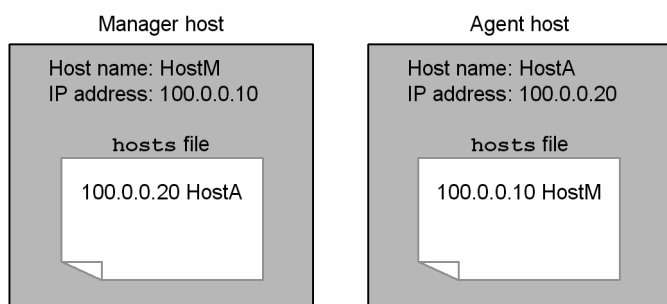 Manager host
Host name: HostM
IP address: 100.0.0.10
hosts file
100.0.0.20 HostA
Agent host
Host name: HostA
IP address: 100.0.0.20
hosts file
100.0.0.10 HostM